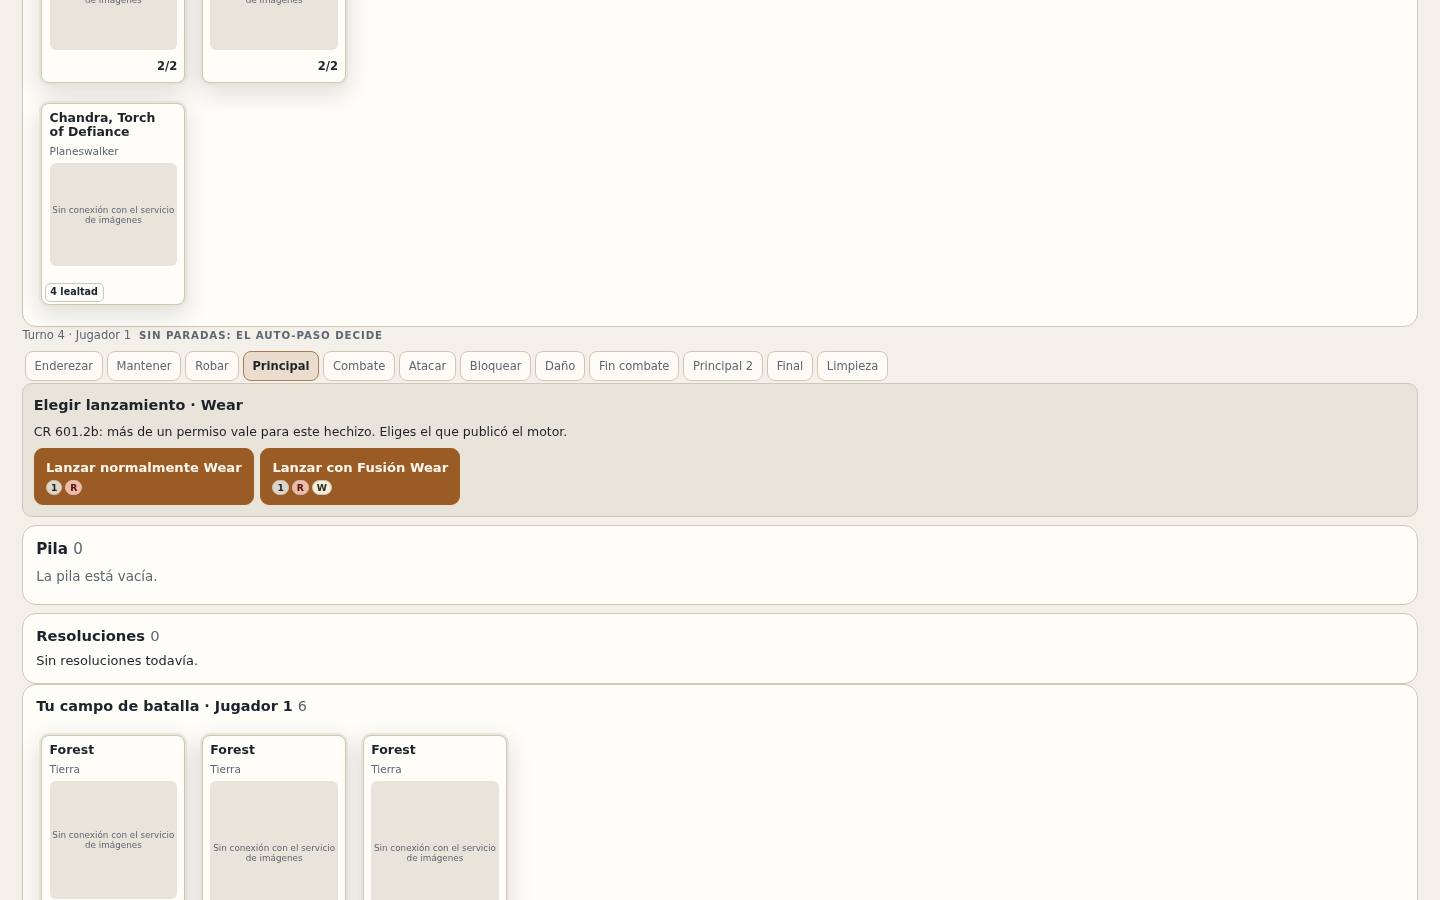 de imágenes
de imágenes
2/2
2/2
Chandra, Torch
of Defiance
Planeswalker
Sin conexión con el servicio
de imágenes
4 lealtad
Turno 4 · Jugador 1 SIN PARADAS: EL AUTO-PASO DECIDE
Enderezar Mantener Robar Principal Combate Atacar Bloquear Daño Fin combate Principal 2 Final Limpieza
Elegir lanzamiento · Wear
CR 601.2b: más de un permiso vale para este hechizo. Eliges el que publicó el motor.
Lanzar normalmente Wear
1 R
Lanzar con Fusión Wear
1 R W
Pila 0
La pila está vacía.
Resoluciones 0
Sin resoluciones todavía.
Tu campo de batalla · Jugador 1 6
Forest
Tierra
Sin conexión con el servicio
de imágenes
Forest
Tierra
Sin conexión con el servicio
de imágenes
Forest
Tierra
Sin conexión con el servicio
de imágenes